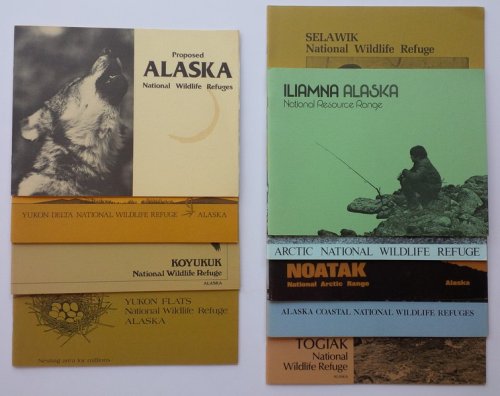 Proposed
ALASKA
National Wildlife Refuges
YUKON DELTA NATIONAL WILDLIFE REFUGE ALASKA
KOYUKUK
National Wildlife Refuge
ALASKA
YUKON FLATS
National Wildlife Refuge
ALASKA
Nesting area for millions
SELAWIK
National Wildlife Refuge
ILIAMNA ALASKA
National Resource Range
ARCTIC NATIONAL WILDLIFE REFUGE
NOATAK
National Arctic Range Alaska
ALASKA COASTAL NATIONAL WILDLIFE REFUGES
TOGIAK
National
Wildlife Refuge
ALASKA